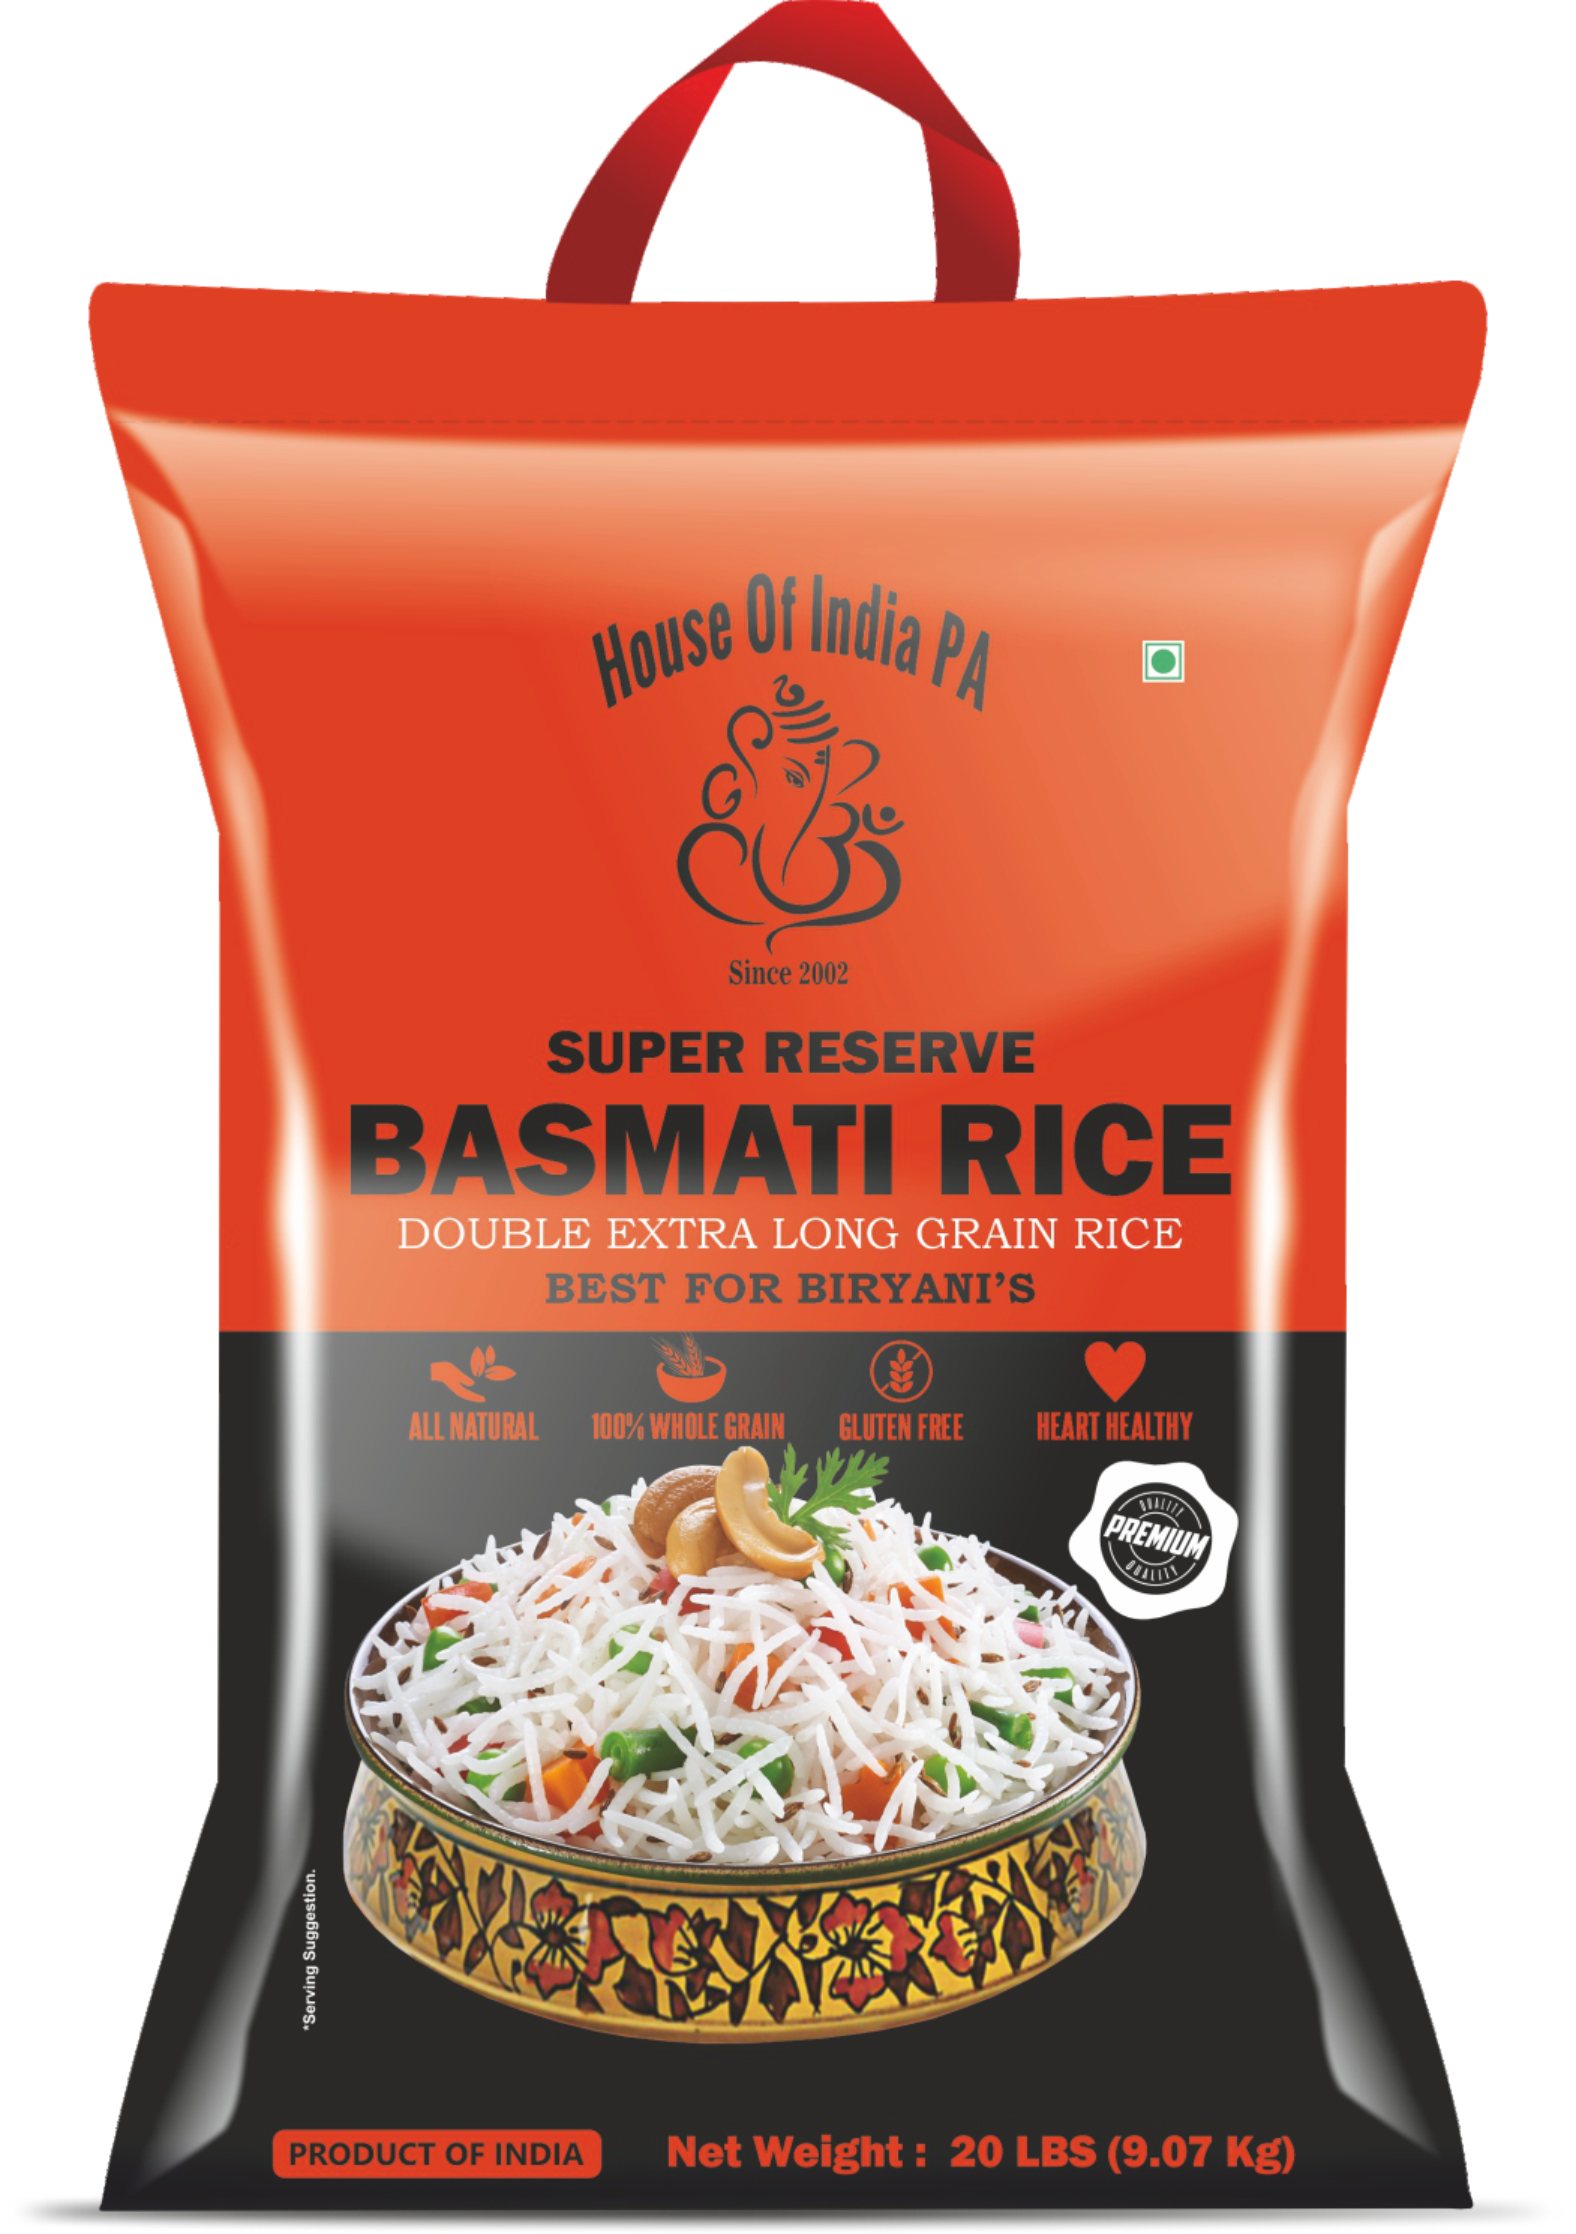 House Of India PA
Since 2002
SUPER RESERVE
BASMATI RICE
DOUBLE EXTRA LONG GRAIN RICE
BEST FOR BIRYANI'S
ALL NATURAL
100% WHOLE GRAIN
GLUTEN FREE
HEART HEALTHY
QUALITY
PREMIUM
QUALITY
*Serving Suggestion.
PRODUCT OF INDIA
Net Weight : 20 LBS (9.07 Kg)